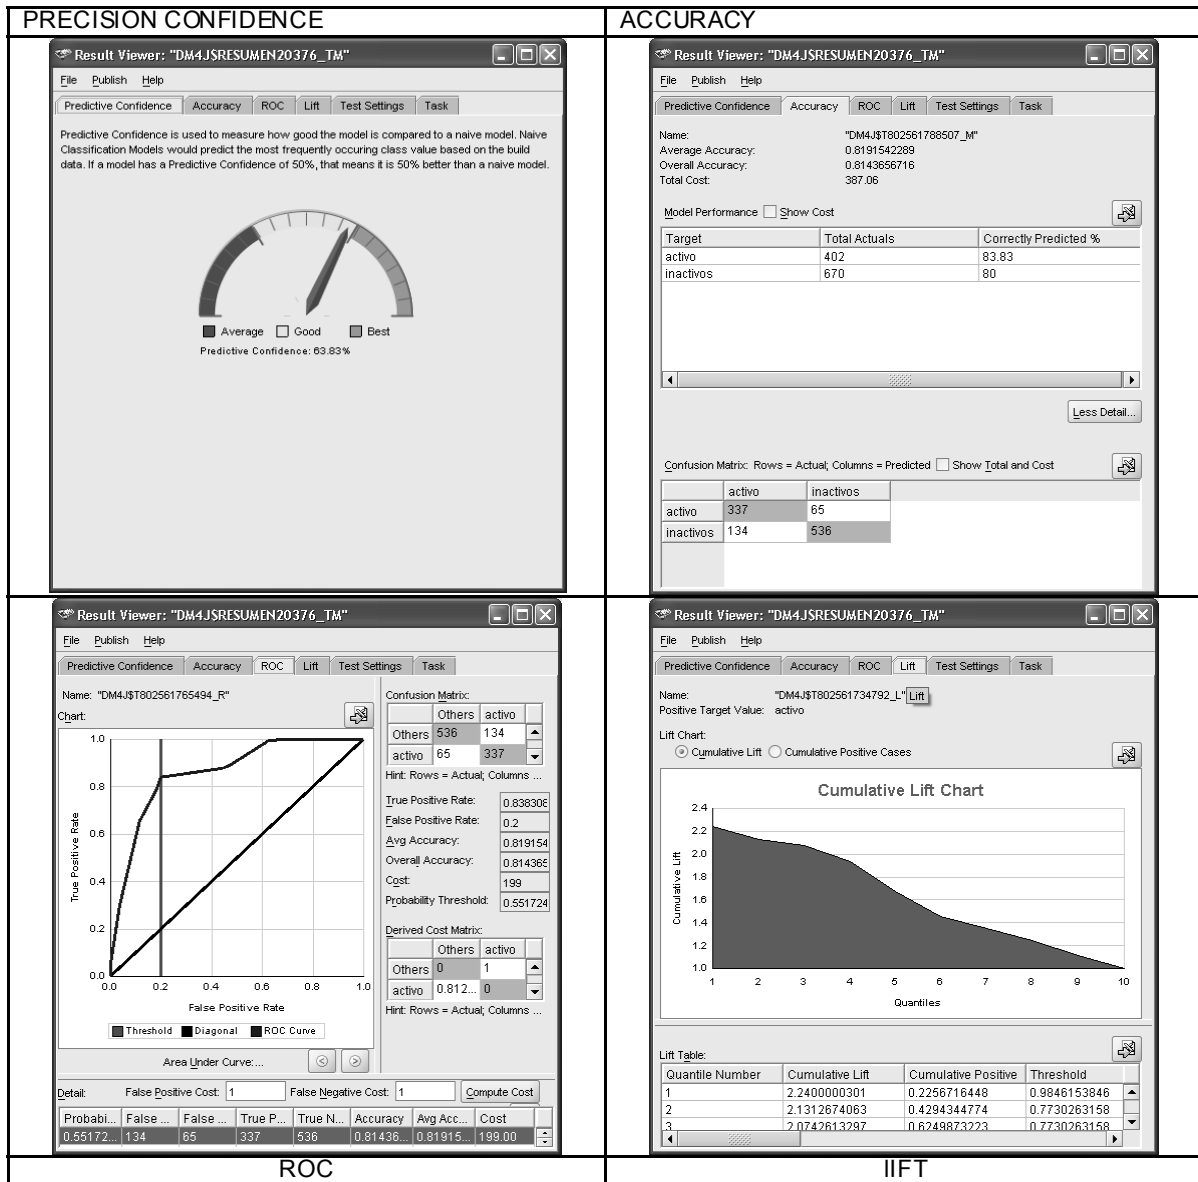 PRECISION CONFIDENCE
Result Viewer: "DM4J$RESUMEN20376_TM"
File Publish Help
Predictive Confidence Accuracy ROC Lift Test Settings Task
Predictive Confidence is used to measure how good the model is compared to a naive model. Naive
Classification Models would predict the most frequently occuring class value based on the build
data. If a model has a Predictive Confidence of 50%, that means it is 50% better than a naive model.
Average Good Best
Predictive Confidence: 63.83%
ACCURACY
Result Viewer: "DM4J$RESUMEN20376_TM"
File Publish Help
Predictive Confidence Accuracy ROC Lift Test Settings Task
Name: "DM4J$T802561788507_M"
Average Accuracy: 0.8191542289
Overall Accuracy: 0.8143656716
Total Cost: 387.06
Model Performance Show Cost
Target Total Actuals Correctly Predicted %
activo 402 83.83
inactivos 670 80
Less Detail...
Confusion Matrix: Rows = Actual; Columns = Predicted Show Total and Cost
activo inactivos
activo 337 65
inactivos 134 536
Result Viewer: "DM4J$RESUMEN20376_TM"
File Publish Help
Predictive Confidence Accuracy ROC Lift Test Settings Task
Name: "DM4J$T802561765494_R"
Chart:
1.0
0.8
0.6
0.4
0.2
0.0
True Positive Rate
0.0 0.2 0.4 0.6 0.8 1.0
False Positive Rate
Threshold Diagonal ROC Curve
Area Under Curve:...
Confusion Matrix:
Others activo
Others 536 134
activo 65 337
Hint: Rows = Actual; Columns ...
True Positive Rate: 0.838308
False Positive Rate: 0.2
Avg Accuracy: 0.819154
Overall Accuracy: 0.814365
Cost: 199
Probability Threshold: 0.551724
Derived Cost Matrix:
Others activo
Others 0 1
activo 0.812... 0
Hint: Rows = Actual; Columns ...
Detail: False Positive Cost: 1 False Negative Cost: 1 Compute Cost
Probabi... False ... False ... True P... True N... Accuracy Avg Acc... Cost
0.55172... 134 65 337 536 0.81436... 0.81915... 199.00
ROC
Result Viewer: "DM4J$RESUMEN20376_TM"
File Publish Help
Predictive Confidence Accuracy ROC Lift Test Settings Task
Name: "DM4J$T802561734792_L" Lift
Positive Target Value: activo
Lift Chart:
Cumulative Lift Cumulative Positive Cases
Cumulative Lift Chart
2.4
2.2
2.0
1.8
1.6
1.4
1.2
1.0
Cumulative Lift
1 2 3 4 5 6 7 8 9 10
Quantiles
Lift Table:
Quantile Number Cumulative Lift Cumulative Positive Threshold
1 2.2400000301 0.2256716448 0.9846153846
2 2.1312674063 0.4294344774 0.7730263158
3 2.0742613297 0.6249873223 0.7730263158
IIFT